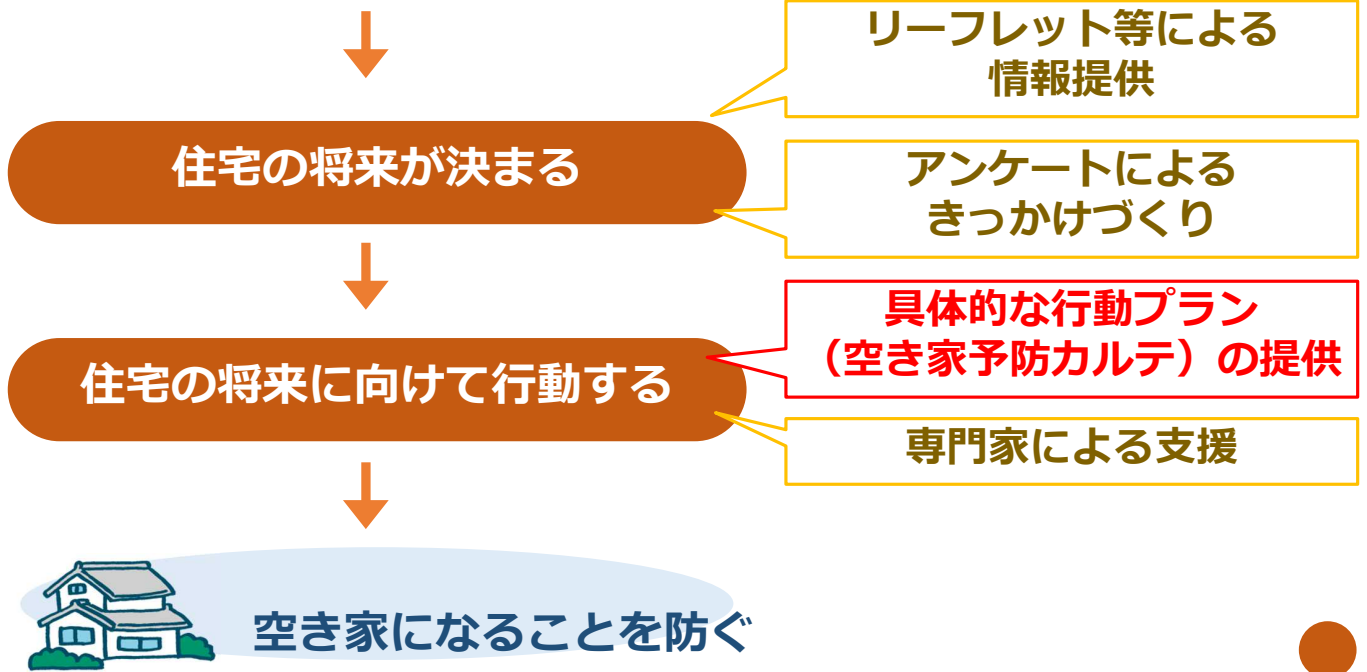 リーフレット等による
情報提供
住宅の将来が決まる
アンケートによる
きっかけづくり
具体的な行動プラン
（空き家予防カルテ）の提供
住宅の将来に向けて行動する
専門家による支援
空き家になることを防ぐ